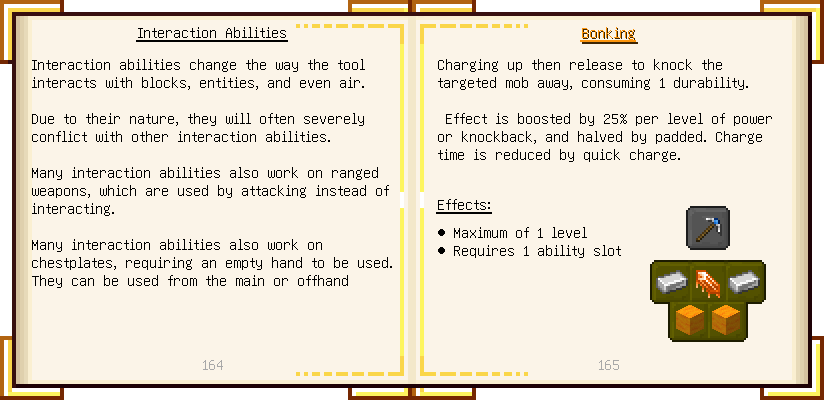 Interaction Abilities
Interaction abilities change the way the tool
interacts with blocks, entities, and even air.
Due to their nature, they will often severely
conflict with other interaction abilities.
Many interaction abilities also work on ranged
weapons, which are used by attacking instead of
interacting.
Many interaction abilities also work on
chestplates, requiring an empty hand to be used.
They can be used from the main or offhand
164
Bonking
Charging up then release to knock the
targeted mob away, consuming 1 durability.
Effect is boosted by 25% per level of power
or knockback, and halved by padded. Charge
time is reduced by quick charge.
Effects:
• Maximum of 1 level
• Requires 1 ability slot
165